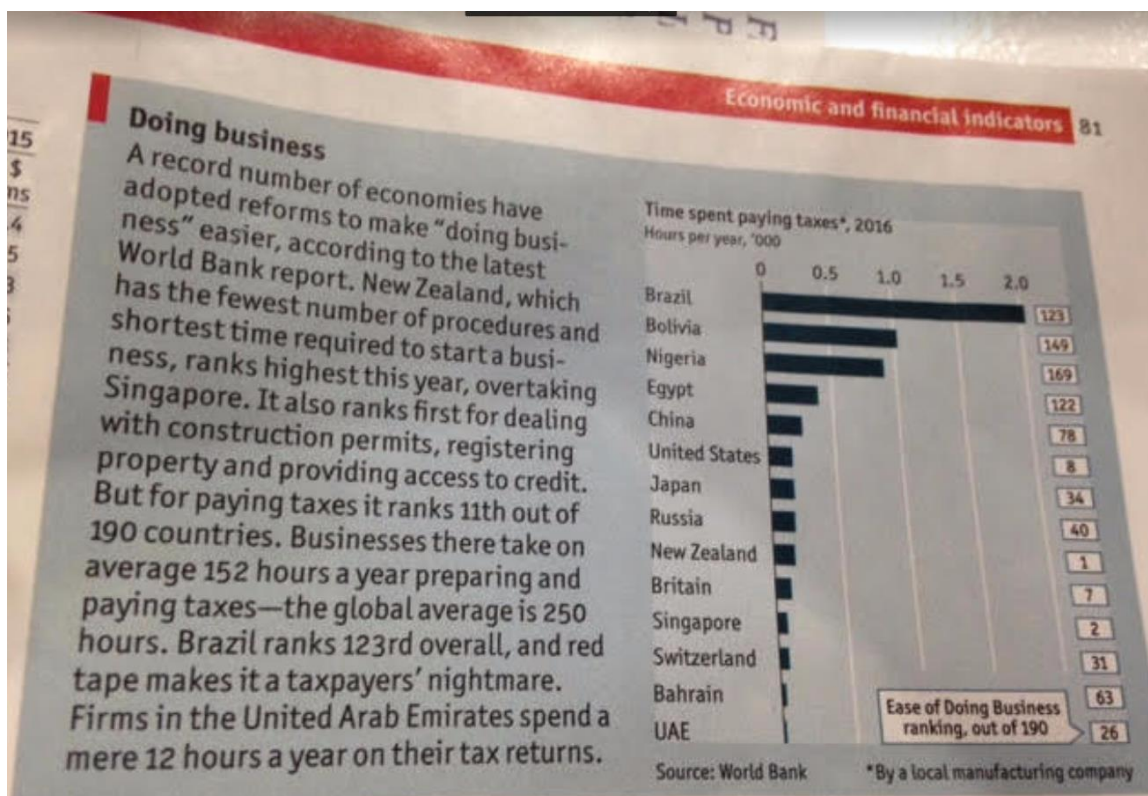 Economic and financial indicators 81
15
$
ms
.4
5
3
Doing business
A record number of economies have
adopted reforms to make “doing busi-
ness” easier, according to the latest
World Bank report. New Zealand, which
has the fewest number of procedures and
shortest time required to start a busi-
ness, ranks highest this year, overtaking
Singapore. It also ranks first for dealing
with construction permits, registering
property and providing access to credit.
But for paying taxes it ranks 11th out of
190 countries. Businesses there take on
average 152 hours a year preparing and
paying taxes—the global average is 250
hours. Brazil ranks 123rd overall, and red
tape makes it a taxpayers’ nightmare.
Firms in the United Arab Emirates spend a
mere 12 hours a year on their tax returns.
Time spent paying taxes*, 2016
Hours per year, ’000
0 0.5 1.0 1.5 2.0
Brazil 123
Bolivia 149
Nigeria 169
Egypt 122
China 78
United States 8
Japan 34
Russia 40
New Zealand 1
Britain 7
Singapore 2
Switzerland 31
Bahrain 63
UAE 26
Ease of Doing Business
ranking, out of 190
Source: World Bank *By a local manufacturing company